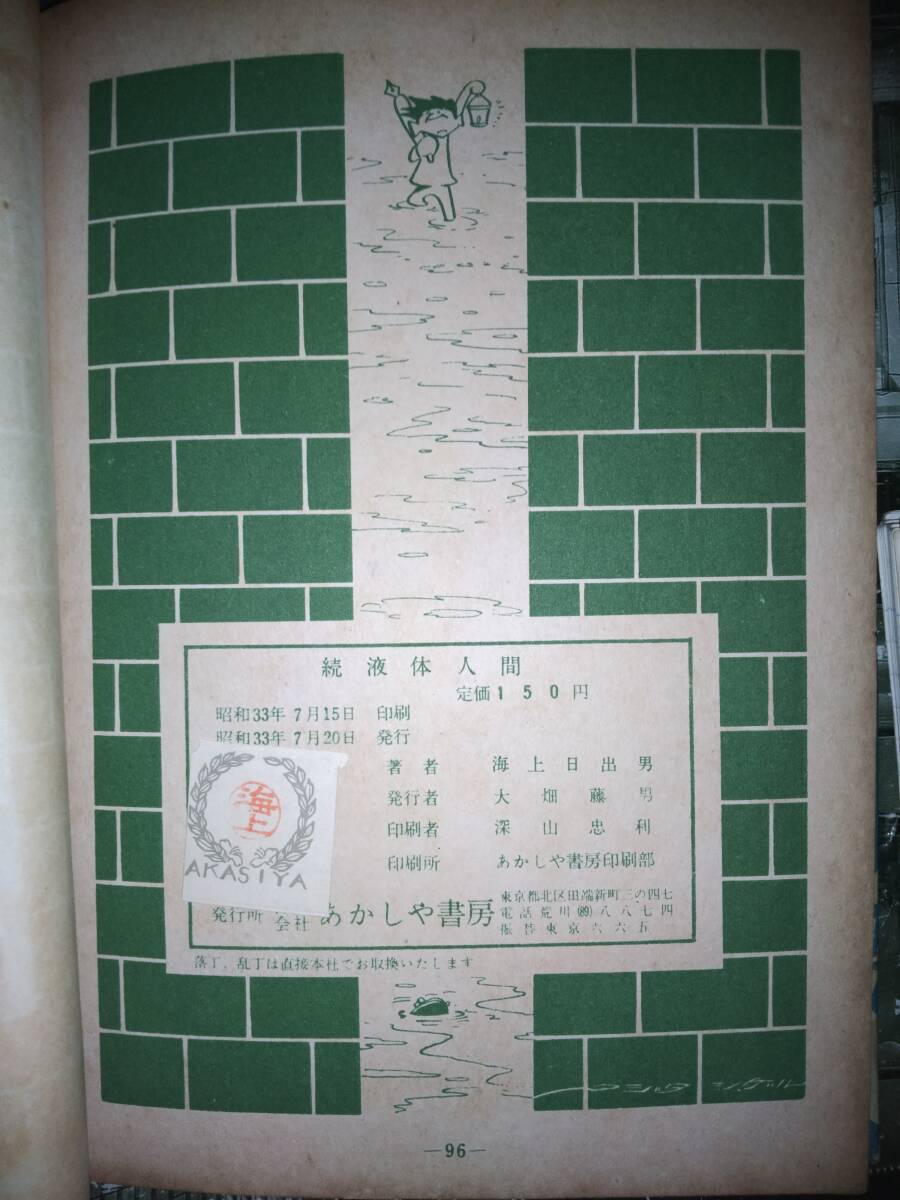 続液体人間
定価150円
昭和33年7月15日 印刷
昭和33年7月20日 発行
著者 海上日出男
発行者 大畑藤男
印刷者 深山忠利
印刷所 あかしや書房印刷部
海上
AKASIYA
発行所 会社 あかしや書房
東京都北区田端新町三の四七
電話荒川(89)八八七四
振替東京六六五
落丁、乱丁は直接本社でお取換いたします
—96—